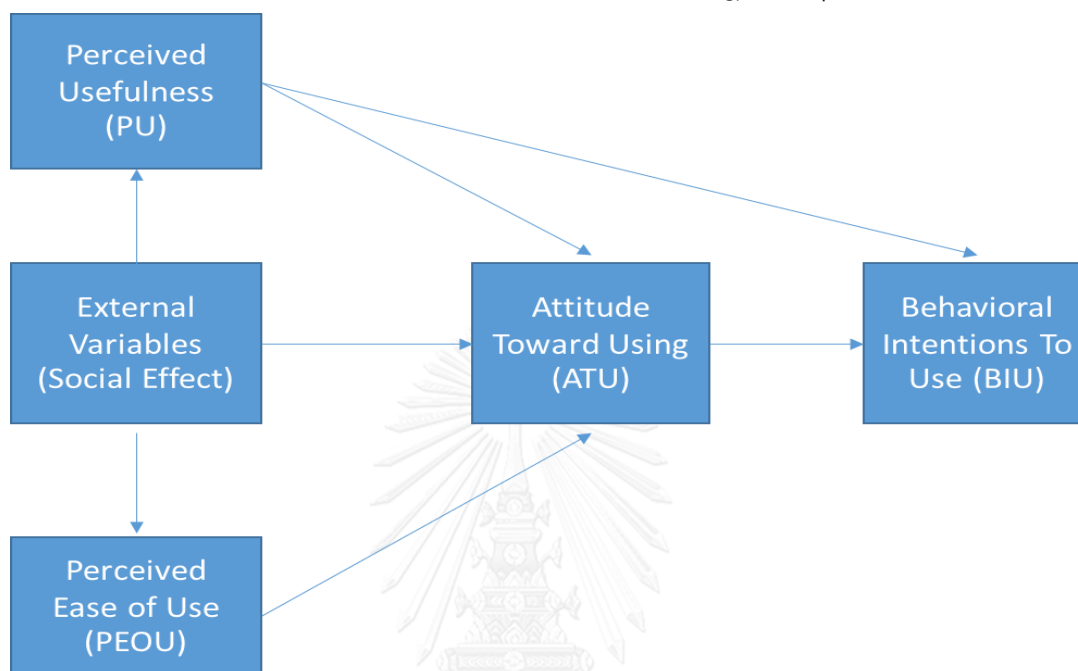 Perceived
Usefulness
(PU)
External
Variables
(Social Effect)
Attitude
Toward Using
(ATU)
Behavioral
Intentions To
Use (BIU)
Perceived
Ease of Use
(PEOU)